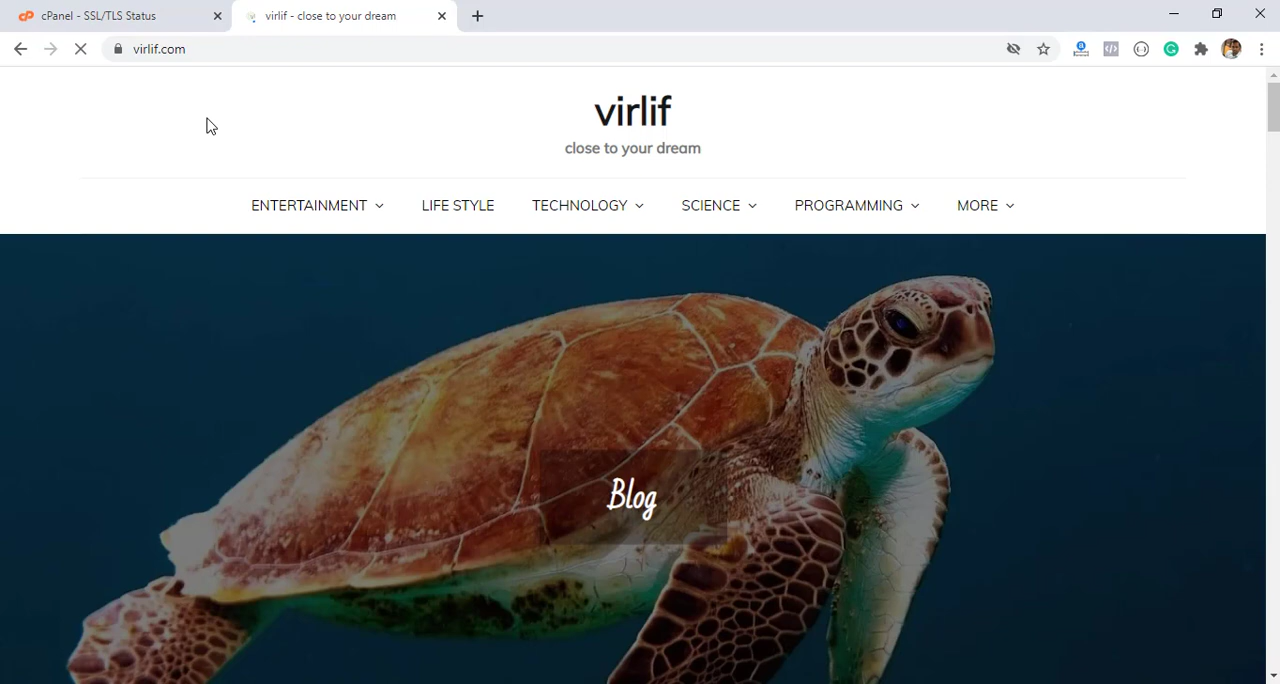 cPanel - SSL/TLS Status
virlif - close to your dream
virlif.com
virlif
close to your dream
ENTERTAINMENT LIFE STYLE TECHNOLOGY SCIENCE PROGRAMMING MORE
Blog